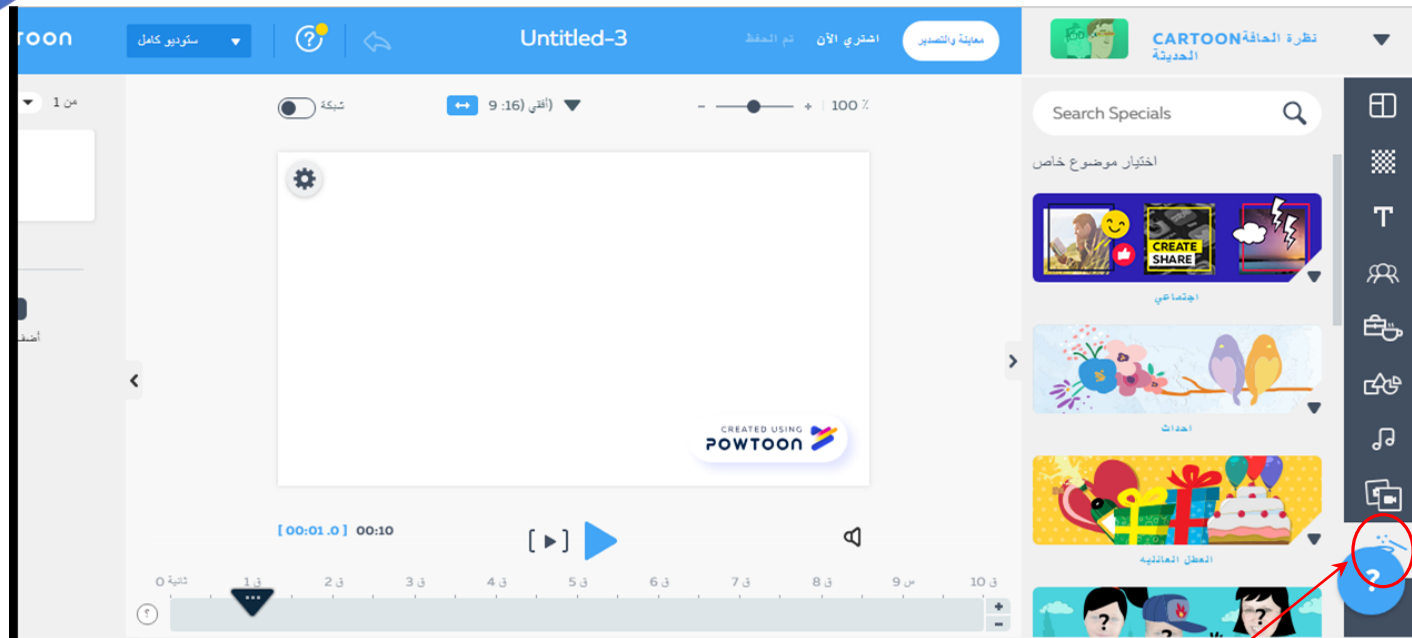 toon
ستوديو كامل
?
Untitled-3
تم الحفظ
اشتري الآن
معاينة والتصدير
CARTOON نظرة الحافة
الحديثة
من 1
شبكة
(أفقي (16: 9
- + | 100 ٪
Search Specials
اختيار موضوع خاص
CREATE
SHARE
اجتماعي
احداث
العطل العائليه
أضف
CREATED USING
POWTOON
[00:01 .0] 00:10
[ ]
0 ثانية
1 ق
2 ق
3 ق
4 ق
5 ق
6 ق
7 ق
8 ق
9 س
10 ق
?
+
-
?
? ?